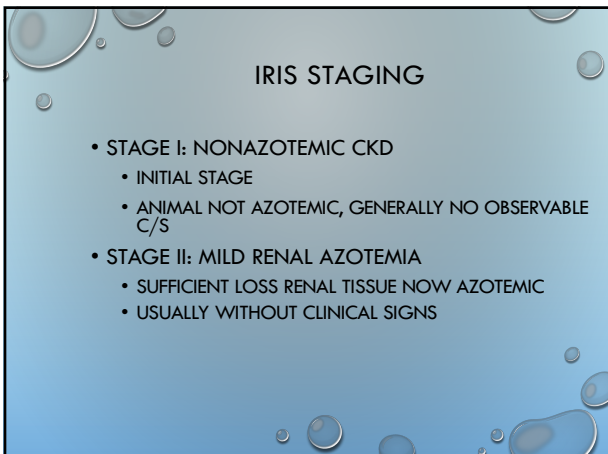 IRIS STAGING
• STAGE I: NONAZOTEMIC CKD
• INITIAL STAGE
• ANIMAL NOT AZOTEMIC, GENERALLY NO OBSERVABLE
C/S
• STAGE II: MILD RENAL AZOTEMIA
• SUFFICIENT LOSS RENAL TISSUE NOW AZOTEMIC
• USUALLY WITHOUT CLINICAL SIGNS